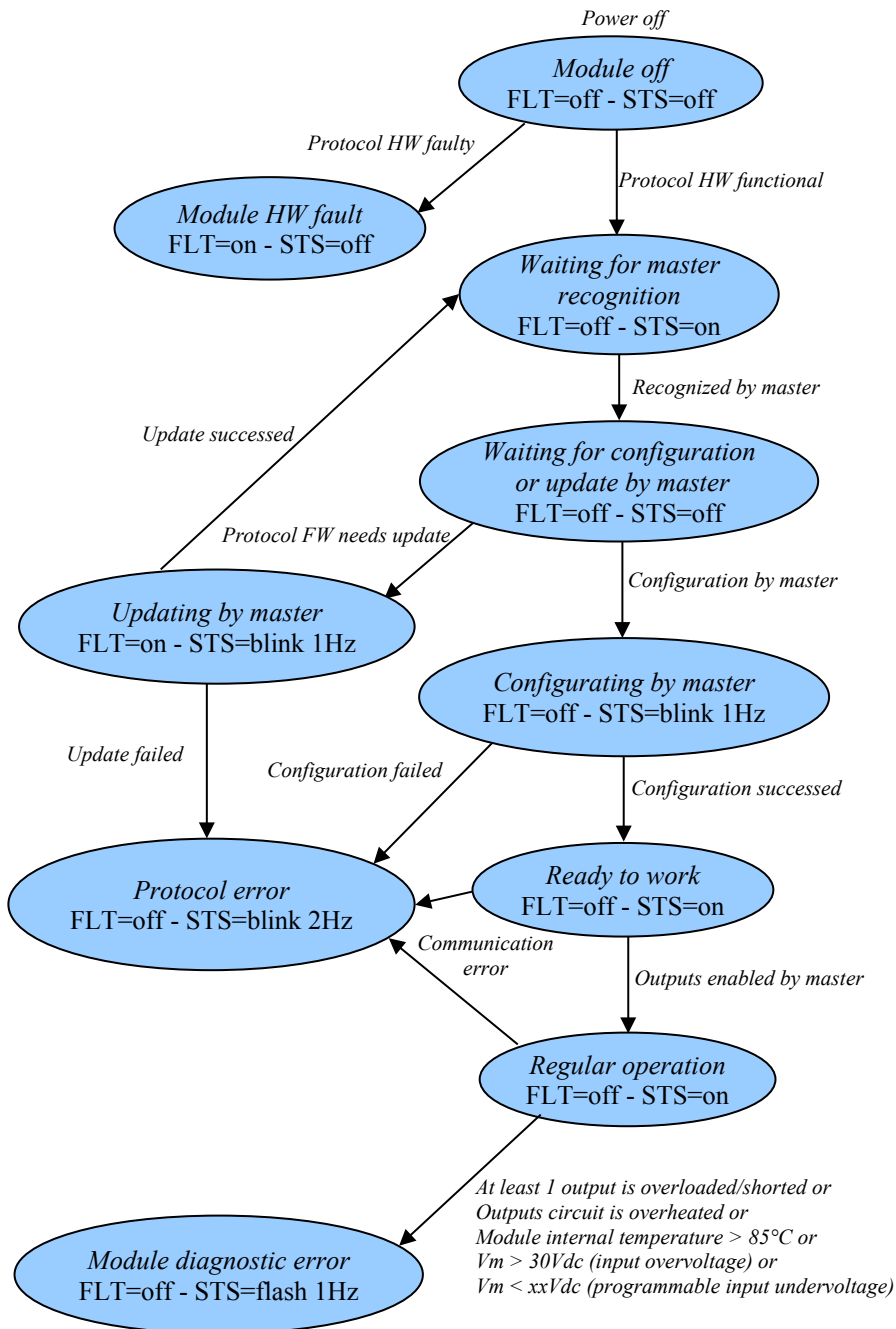 Power off
Module off
FLT=off - STS=off
Protocol HW faulty
Protocol HW functional
Module HW fault
FLT=on - STS=off
Waiting for master
recognition
FLT=off - STS=on
Recognized by master
Update successed
Waiting for configuration
or update by master
FLT=off - STS=off
Protocol FW needs update
Configuration by master
Updating by master
FLT=on - STS=blink 1Hz
Configurating by master
FLT=off - STS=blink 1Hz
Update failed
Configuration failed
Configuration successed
Protocol error
FLT=off - STS=blink 2Hz
Ready to work
FLT=off - STS=on
Communication
error
Outputs enabled by master
Regular operation
FLT=off - STS=on
At least 1 output is overloaded/shorted or
Outputs circuit is overheated or
Module internal temperature > 85°C or
Vm > 30Vdc (input overvoltage) or
Vm < xxVdc (programmable input undervoltage)
Module diagnostic error
FLT=off - STS=flash 1Hz